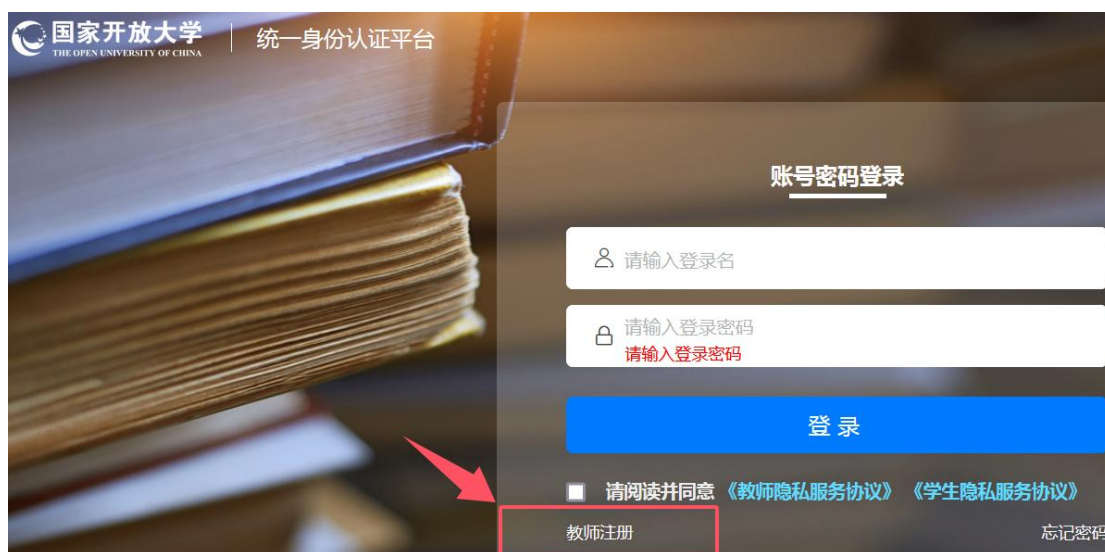 国家开放大学
THE OPEN UNIVERSITY OF CHINA
统一身份认证平台
账号密码登录
请输入登录名
请输入登录密码
请输入登录密码
登 录
请阅读并同意 《教师隐私服务协议》 《学生隐私服务协议》
教师注册 忘记密码